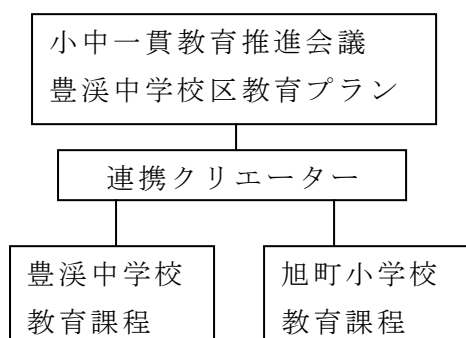 小中一貫教育推進会議
豊渓中学校区教育プラン
連携クリエーター
豊渓中学校
教育課程
旭町小学校
教育課程